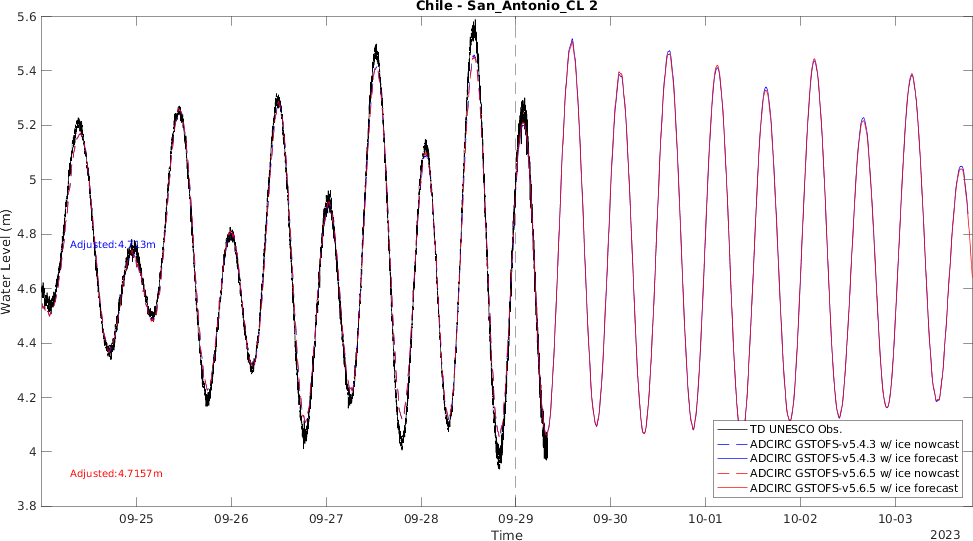 Chile - San_Antonio_CL 2
5.6
5.4
5.2
5
4.8
4.6
4.4
4.2
4
3.8
Water Level (m)
Adjusted:4.713m
Adjusted:4.7157m
TD UNESCO Obs.
ADCIRC GSTOFS-v5.4.3 w/ ice nowcast
ADCIRC GSTOFS-v5.4.3 w/ ice forecast
ADCIRC GSTOFS-v5.6.5 w/ ice nowcast
ADCIRC GSTOFS-v5.6.5 w/ ice forecast
09-25 09-26 09-27 09-28 09-29 09-30 10-01 10-02 10-03
Time
2023